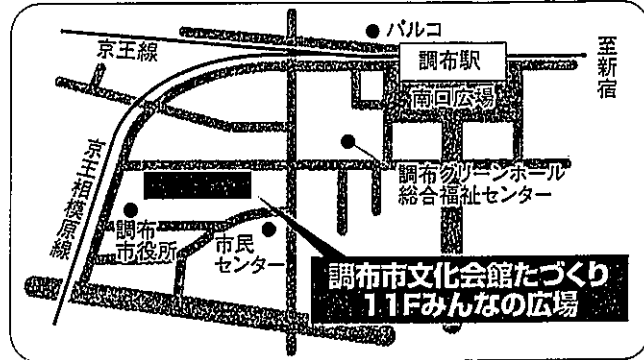 パルコ
京王線
調布駅
至新宿
南口広場
調布グリーンホール
総合福祉センター
京王相模原線
調布
市役所
市民
センター
調布市文化会館たづくり
11Fみんなの広場